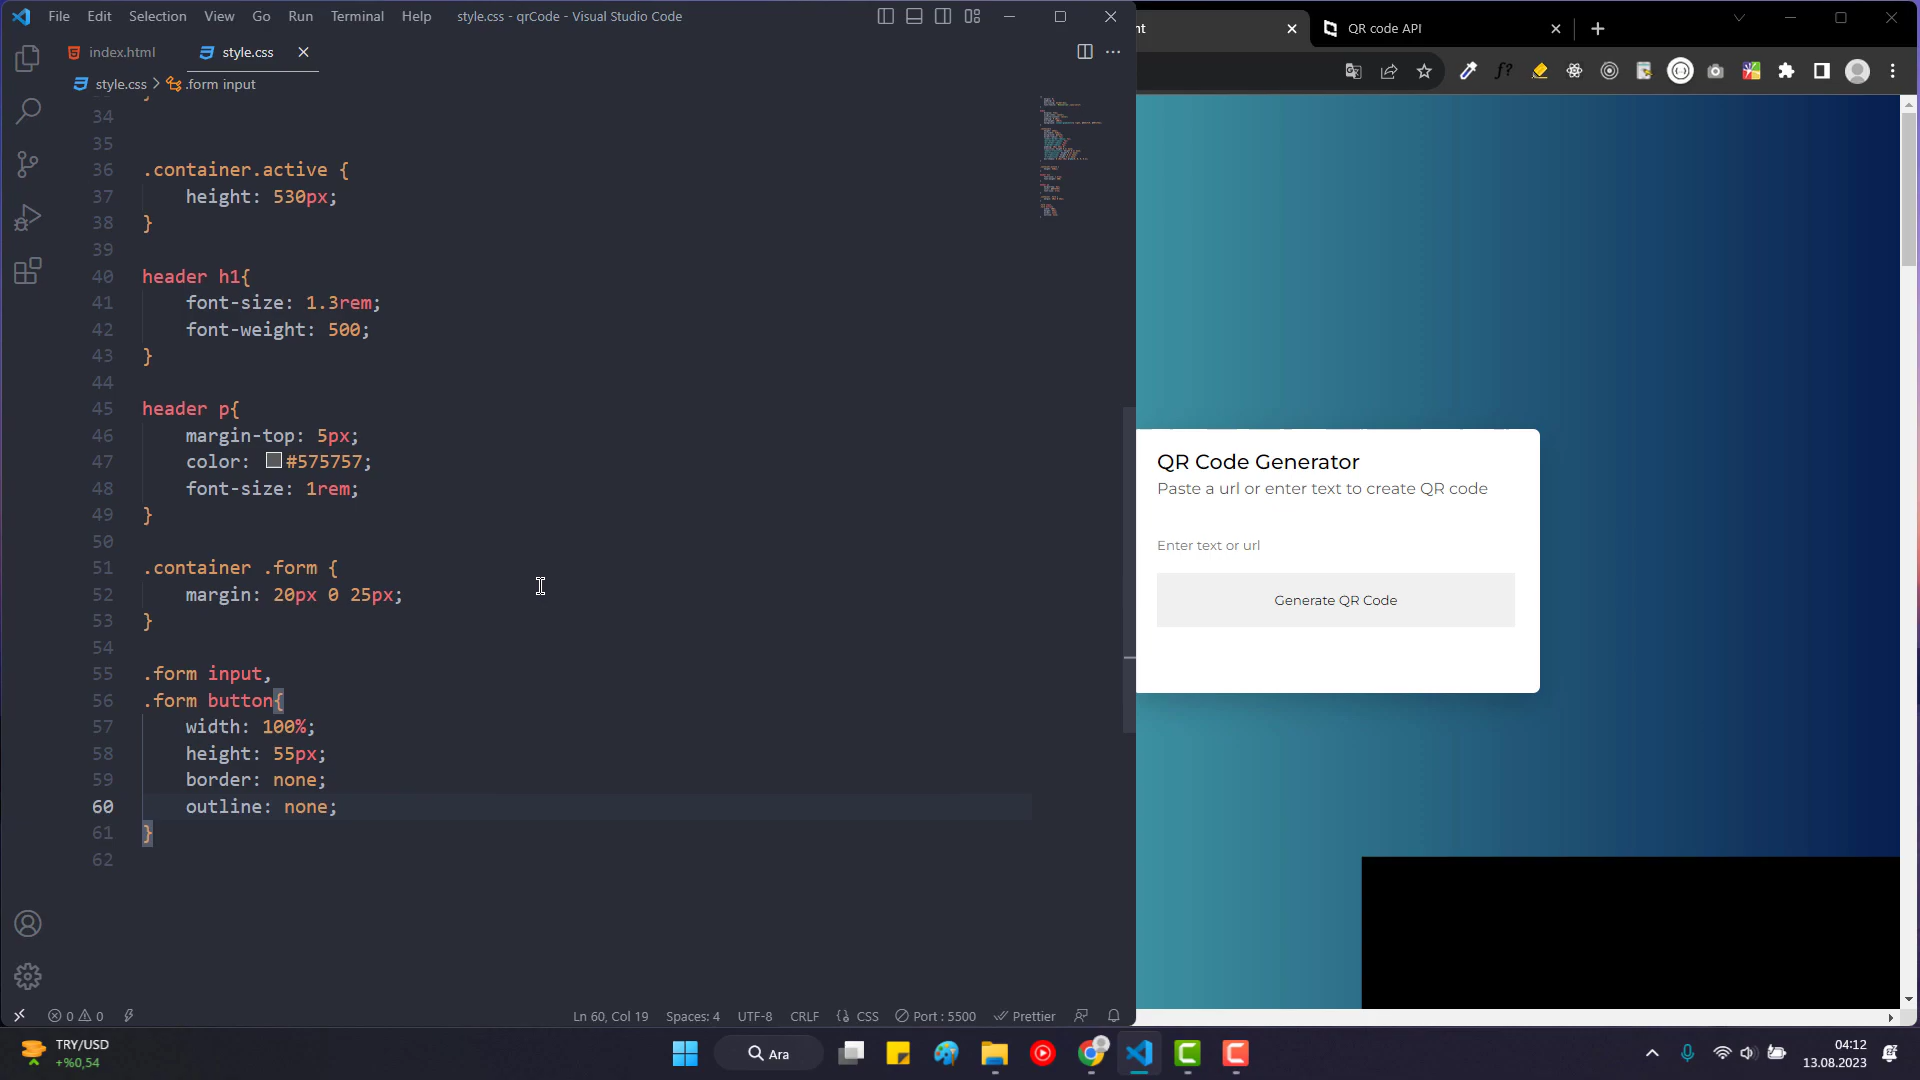 File Edit Selection View Go Run Terminal Help style.css - qrCode - Visual Studio Code
index.html style.css
style.css > .form input
34
35
36 .container.active {
37 height: 530px;
38 }
39
40 header h1{
41 font-size: 1.3rem;
42 font-weight: 500;
43 }
44
45 header p{
46 margin-top: 5px;
47 color: #575757;
48 font-size: 1rem;
49 }
50
51 .container .form {
52 margin: 20px 0 25px;
53 }
54
55 .form input,
56 .form button{
57 width: 100%;
58 height: 55px;
59 border: none;
60 outline: none;
61 }
62
0 0
Ln 60, Col 19 Spaces: 4 UTF-8 CRLF {} CSS Port : 5500 Prettier
nt QR code API
f?
QR Code Generator
Paste a url or enter text to create QR code
Enter text or url
Generate QR Code
TRY/USD
+%0,54
Ara
04:12
13.08.2023